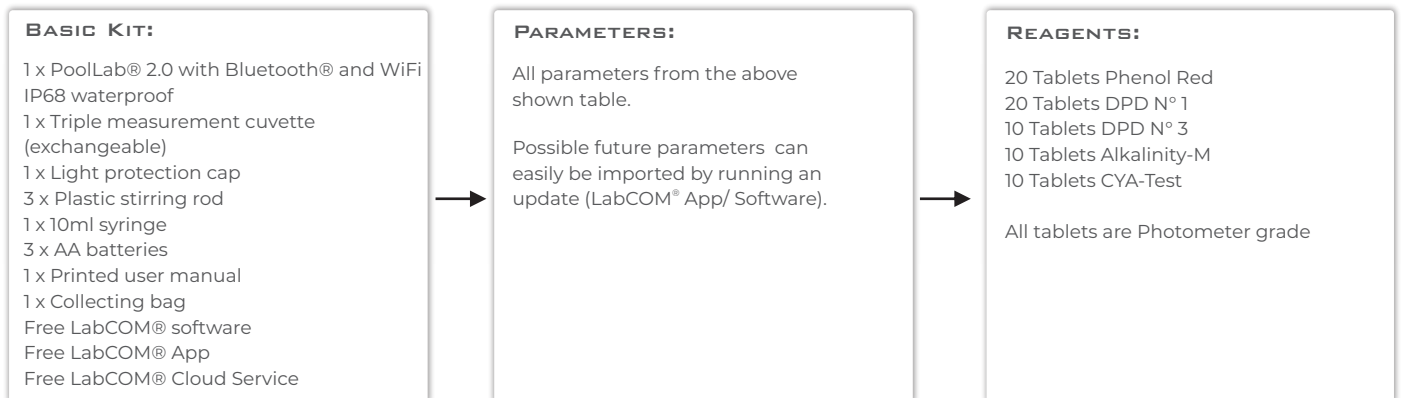 BASIC KIT:
1 x PoolLab® 2.0 with Bluetooth® and WiFi
IP68 waterproof
1 x Triple measurement cuvette
(exchangeable)
1 x Light protection cap
3 x Plastic stirring rod
1 x 10ml syringe
3 x AA batteries
1 x Printed user manual
1 x Collecting bag
Free LabCOM® software
Free LabCOM® App
Free LabCOM® Cloud Service
PARAMETERS:
All parameters from the above
shown table.
Possible future parameters can
easily be imported by running an
update (LabCOM® App/ Software).
REAGENTS:
20 Tablets Phenol Red
20 Tablets DPD N° 1
10 Tablets DPD N° 3
10 Tablets Alkalinity-M
10 Tablets CYA-Test
All tablets are Photometer grade